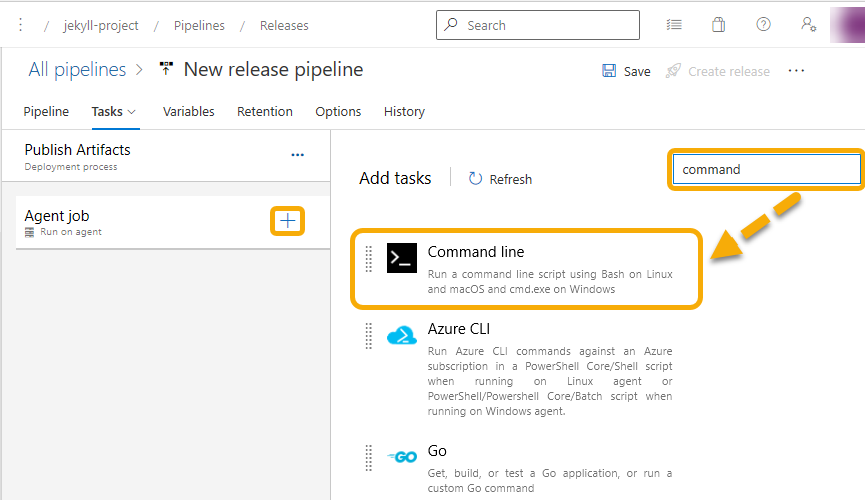 / jekyll-project / Pipelines / Releases
Search
All pipelines > New release pipeline
Save
Create release
...
Pipeline
Tasks
Variables
Retention
Options
History
Publish Artifacts
Deployment process
...
Agent job
Run on agent
+
Add tasks
Refresh
command
Command line
Run a command line script using Bash on Linux
and macOS and cmd.exe on Windows
Azure CLI
Run Azure CLI commands against an Azure
subscription in a PowerShell Core/Shell script
when running on Linux agent or
PowerShell/Powershell Core/Batch script when
running on Windows agent.
GO
Go
Get, build, or test a Go application, or run a
custom Go command